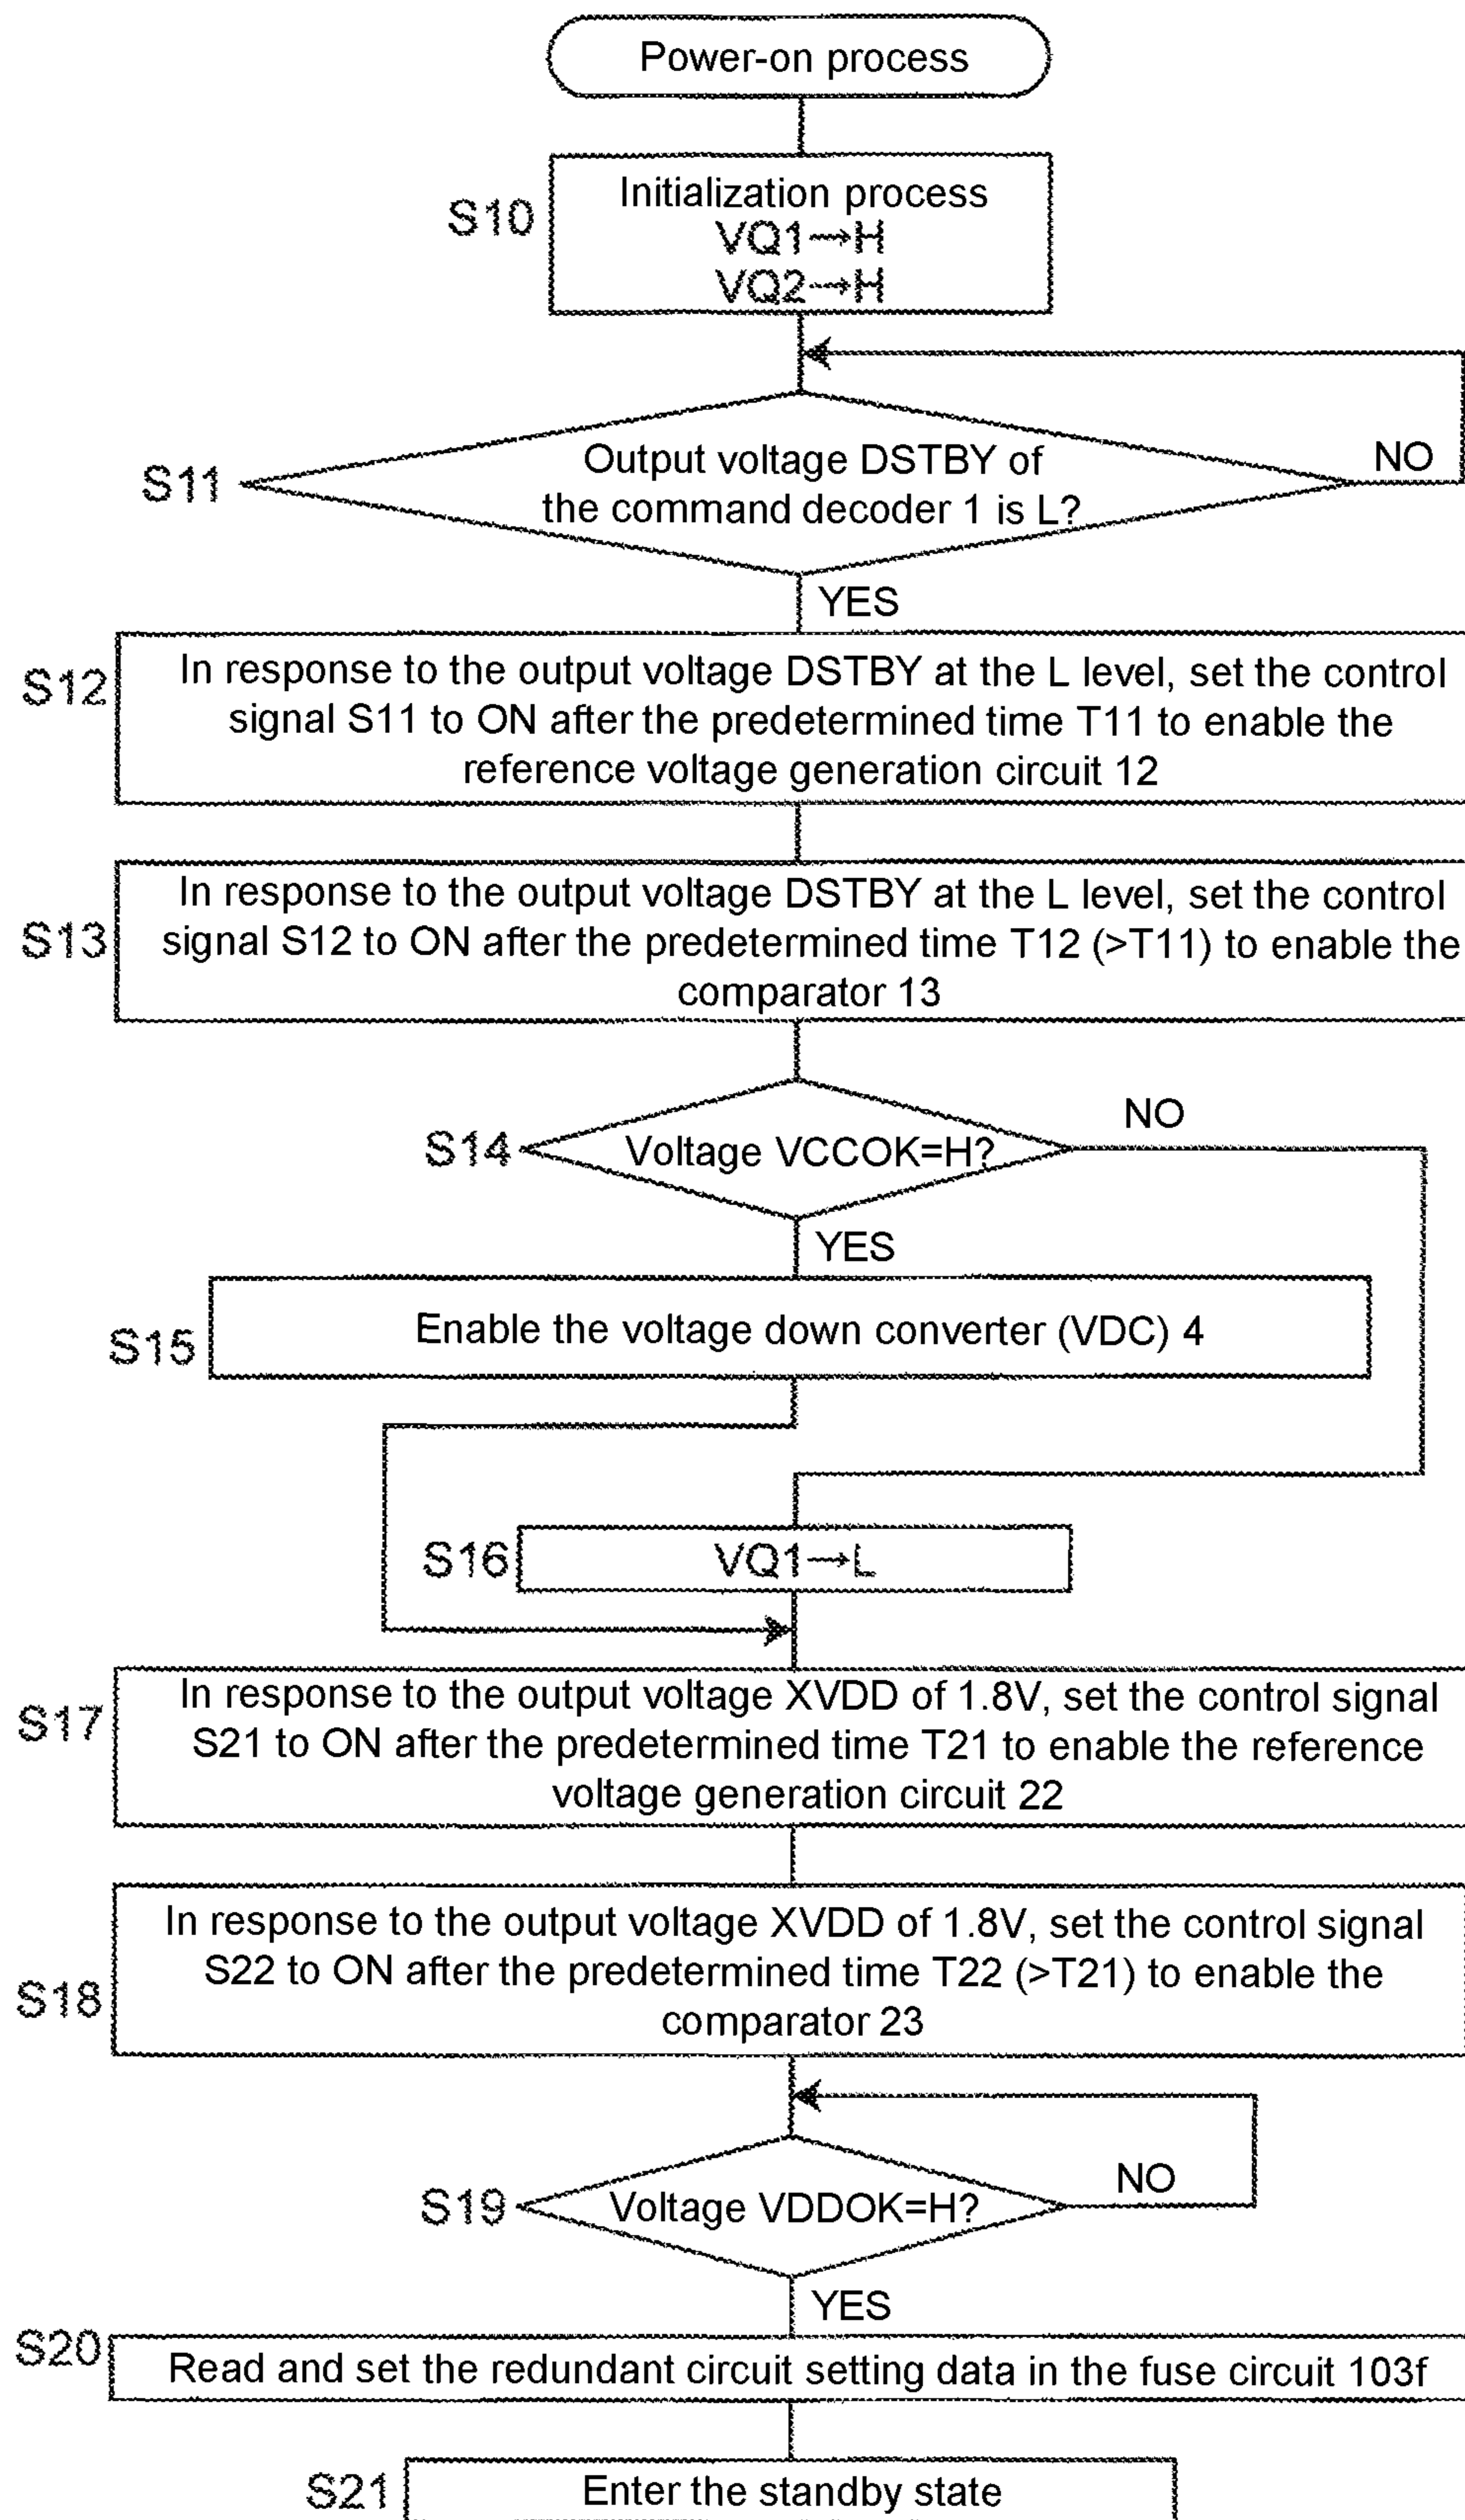 Power-on process
S10
Initialization process
VQ1→H
VQ2→H
S11
Output voltage DSTBY of
the command decoder 1 is L?
NO
YES
S12
In response to the output voltage DSTBY at the L level, set the control
signal S11 to ON after the predetermined time T11 to enable the
reference voltage generation circuit 12
S13
In response to the output voltage DSTBY at the L level, set the control
signal S12 to ON after the predetermined time T12 (>T11) to enable the
comparator 13
S14
Voltage VCCOK=H?
NO
YES
S15
Enable the voltage down converter (VDC) 4
S16
VQ1→L
S17
In response to the output voltage XVDD of 1.8V, set the control signal
S21 to ON after the predetermined time T21 to enable the reference
voltage generation circuit 22
S18
In response to the output voltage XVDD of 1.8V, set the control signal
S22 to ON after the predetermined time T22 (>T21) to enable the
comparator 23
S19
Voltage VDDOK=H?
NO
YES
S20
Read and set the redundant circuit setting data in the fuse circuit 103f
S21
Enter the standby state